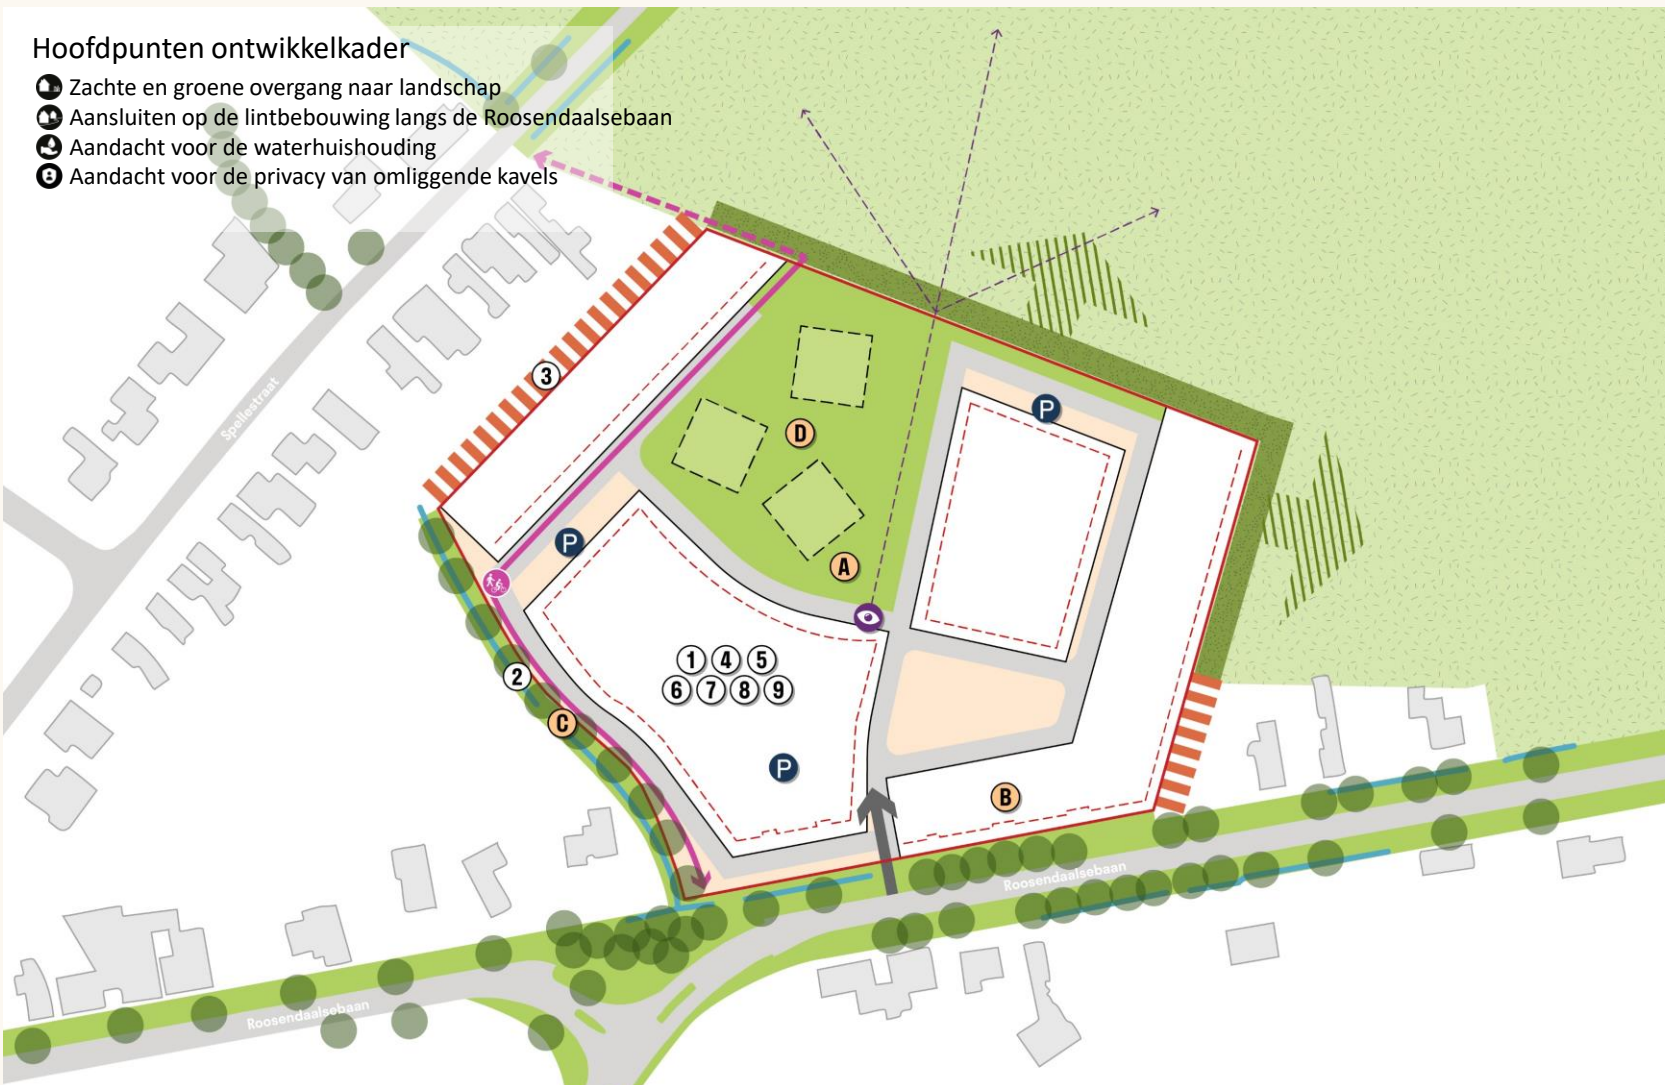 Hoofdpunten ontwikkelkader
Zachte en groene overgang naar landschap
Aansluiten op de lintbebouwing langs de Roosendaalsebaan
Aandacht voor de waterhuishouding
Aandacht voor de privacy van omliggende kavels
Spellestraat
3
P
D
P
A
1 4 5
6 7 8 9
2
C
P
B
Roosendaalsebaan
Roosendaalsebaan